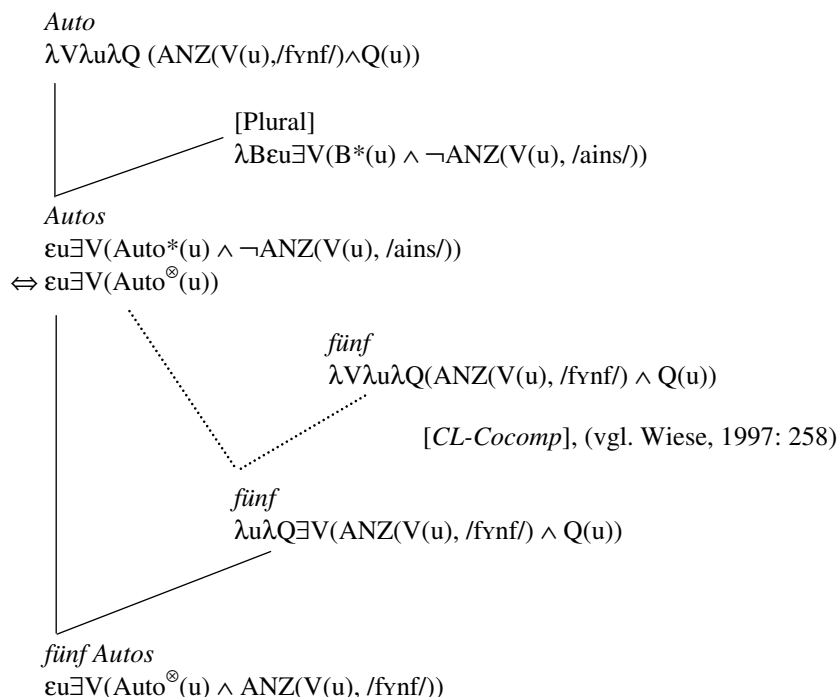 Auto
λVλuλQ (ANZ(V(u),/fʏnf/)∧Q(u))
[Plural]
λBεu∃V(B*(u) ∧ ¬ANZ(V(u), /ains/))
Autos
εu∃V(Auto*(u) ∧ ¬ANZ(V(u), /ains/))
⇔ εu∃V(Auto⊗(u))
fünf
λVλuλQ(ANZ(V(u), /fʏnf/) ∧ Q(u))
[CL-Cocomp], (vgl. Wiese, 1997: 258)
fünf
λuλQ∃V(ANZ(V(u), /fʏnf/) ∧ Q(u))
fünf Autos
εu∃V(Auto⊗(u) ∧ ANZ(V(u), /fʏnf/))